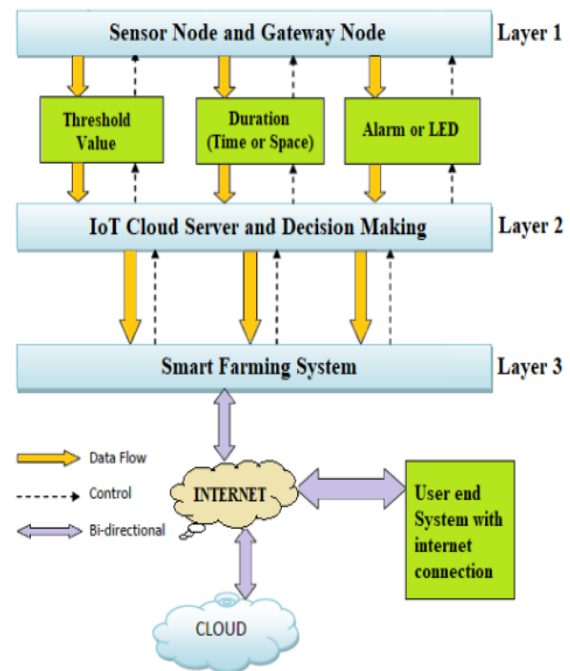 Sensor Node and Gateway Node
Layer 1
Threshold
Value
Duration
(Time or Space)
Alarm or LED
IoT Cloud Server and Decision Making
Layer 2
Smart Farming System
Layer 3
Data Flow
Control
Bi-directional
INTERNET
User end
System with
internet
connection
CLOUD